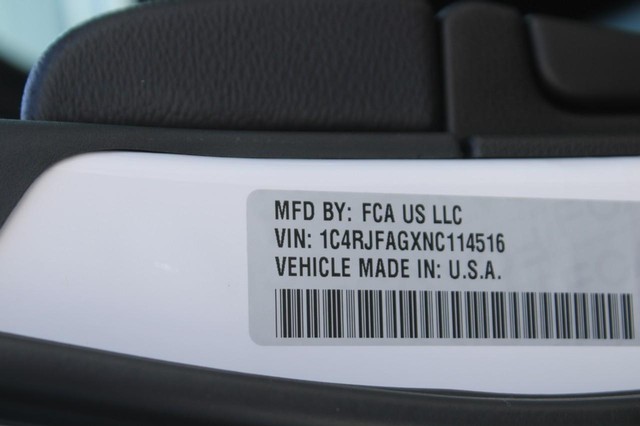 MFD BY: FCA US LLC
VIN: 1C4RJFAGXNC114516
VEHICLE MADE IN: U.S.A.